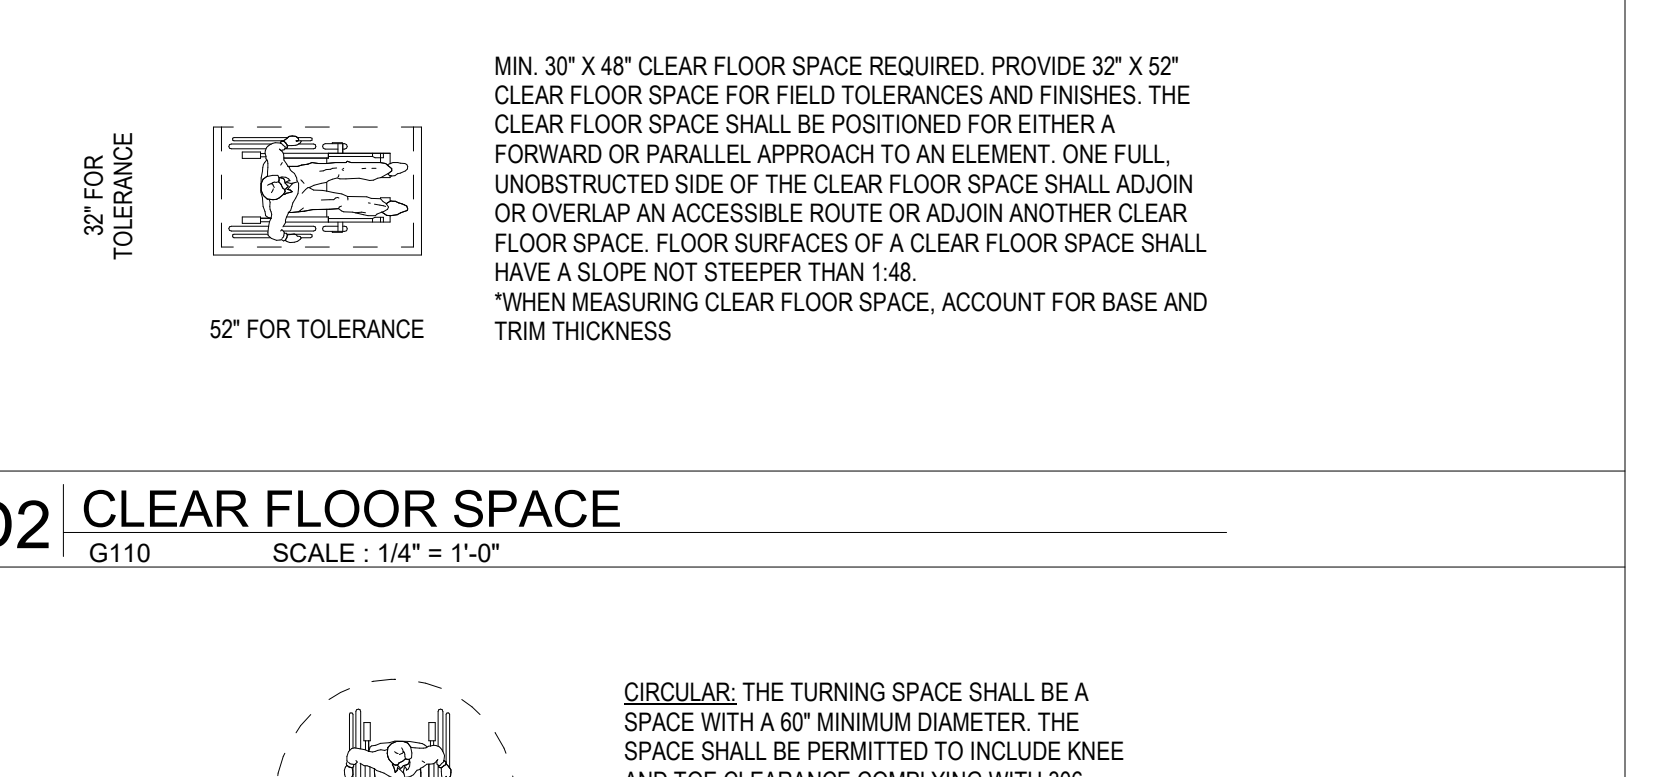 32" FOR
TOLERANCE
52" FOR TOLERANCE
MIN. 30" X 48" CLEAR FLOOR SPACE REQUIRED. PROVIDE 32" X 52"
CLEAR FLOOR SPACE FOR FIELD TOLERANCES AND FINISHES. THE
CLEAR FLOOR SPACE SHALL BE POSITIONED FOR EITHER A
FORWARD OR PARALLEL APPROACH TO AN ELEMENT. ONE FULL,
UNOBSTRUCTED SIDE OF THE CLEAR FLOOR SPACE SHALL ADJOIN
OR OVERLAP AN ACCESSIBLE ROUTE OR ADJOIN ANOTHER CLEAR
FLOOR SPACE. FLOOR SURFACES OF A CLEAR FLOOR SPACE SHALL
HAVE A SLOPE NOT STEEPER THAN 1:48.
*WHEN MEASURING CLEAR FLOOR SPACE, ACCOUNT FOR BASE AND
TRIM THICKNESS
CLEAR FLOOR SPACE
G110 SCALE : 1/4" = 1'-0"
CIRCULAR: THE TURNING SPACE SHALL BE A
SPACE WITH A 60" MINIMUM DIAMETER. THE
SPACE SHALL BE PERMITTED TO INCLUDE KNEE
AND TOE CLEARANCE COMPLYING WITH 306